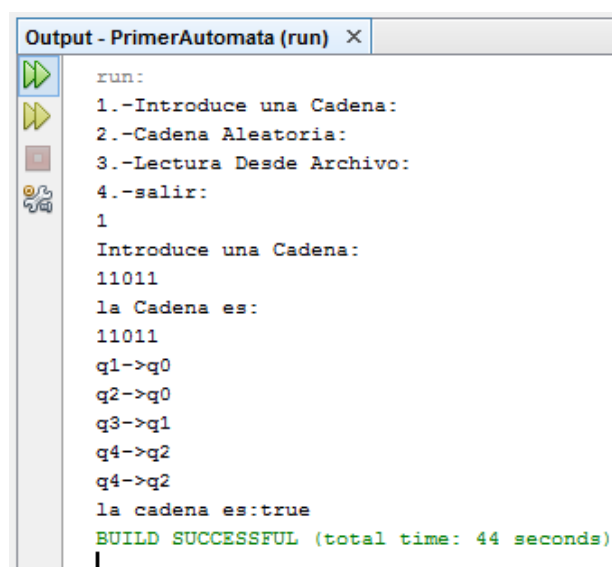 Output - PrimerAutomata (run) ×
run:
1.-Introduce una Cadena:
2.-Cadena Aleatoria:
3.-Lectura Desde Archivo:
4.-salir:
1
Introduce una Cadena:
11011
la Cadena es:
11011
q1->q0
q2->q0
q3->q1
q4->q2
q4->q2
la cadena es:true
BUILD SUCCESSFUL (total time: 44 seconds)